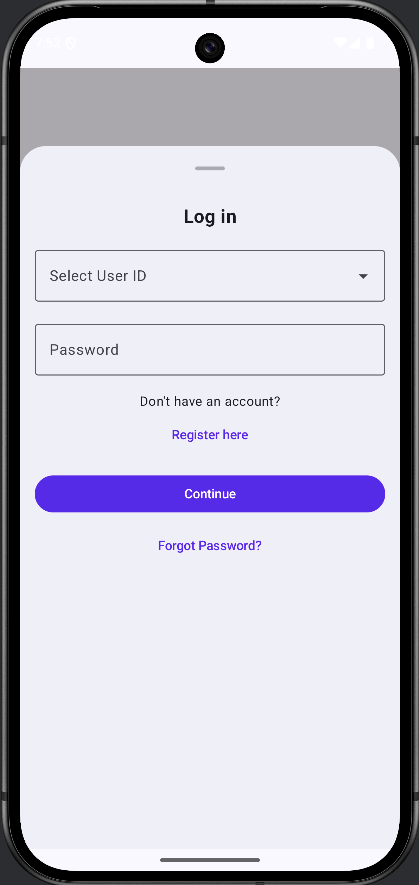 Log in
Select User ID
Password
Don't have an account?
Register here
Continue
Forgot Password?